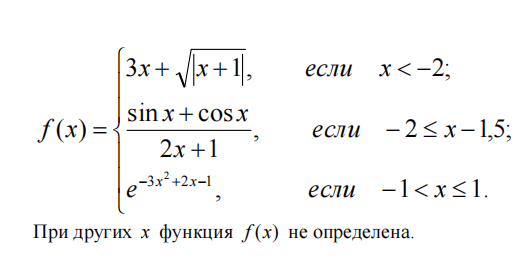 3x + √|x + 1|, если x < −2;
f(x) = { (sin x + cos x) / (2x + 1), если − 2 ≤ x − 1,5;
e^(−3x²+2x−1), если −1 < x ≤ 1.
При других x функция f(x) не определена.